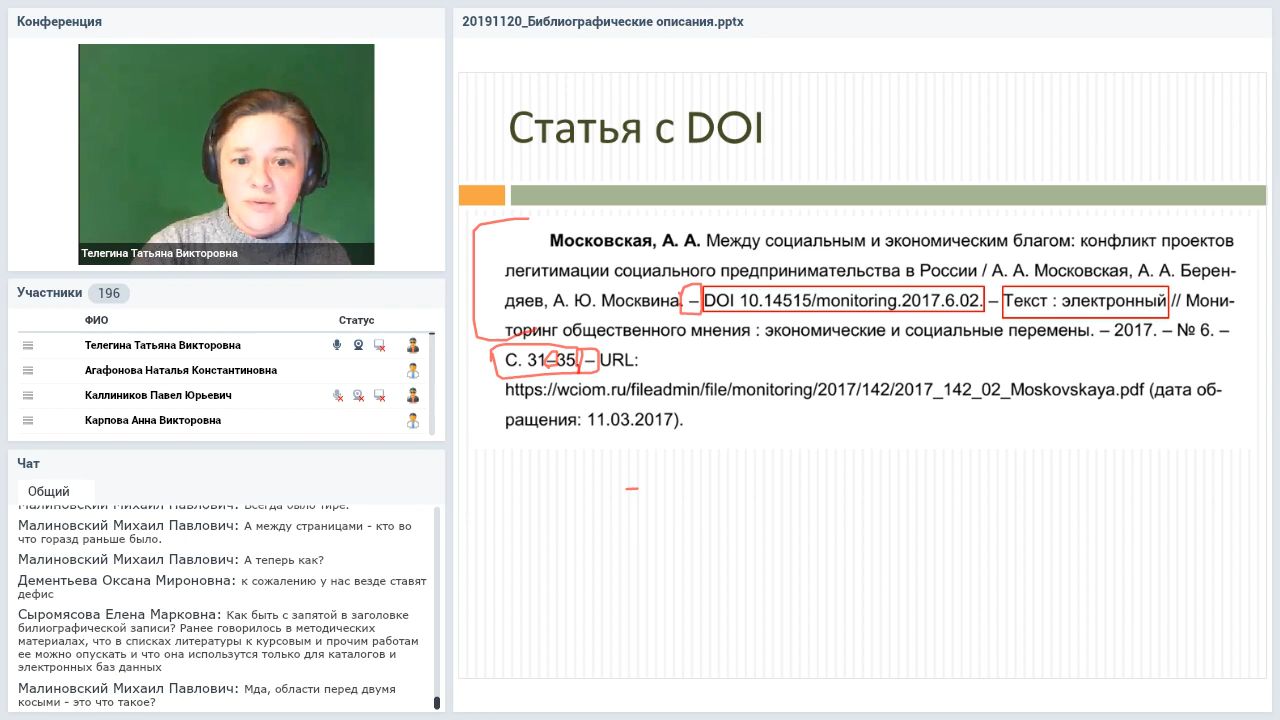 Конференция
Телегина Татьяна Викторовна
Участники 196
ФИО Статус
Телегина Татьяна Викторовна
Агафонова Наталья Константиновна
Каллиников Павел Юрьевич
Карпова Анна Викторовна
Чат
Общий
Малиновский Михаил Павлович: Всегда было тире.
Малиновский Михаил Павлович: А между страницами - кто во
что горазд раньше было.
Малиновский Михаил Павлович: А теперь как?
Дементьева Оксана Мироновна: к сожалению у нас везде ставят
дефис
Сыромясова Елена Марковна: Как быть с запятой в заголовке
билиографической записи? Ранее говорилось в методических
материалах, что в списках литературы к курсовым и прочим работам
ее можно опускать и что она использутся только для каталогов и
электронных баз данных
Малиновский Михаил Павлович: Мда, области перед двумя
косыми - это что такое?
20191120_Библиографические описания.pptx
Статья с DOI
Московская, А. А. Между социальным и экономическим благом: конфликт проектов
легитимации социального предпринимательства в России / А. А. Московская, А. А. Берен-
дяев, А. Ю. Москвина. – DOI 10.14515/monitoring.2017.6.02. – Текст : электронный // Мони-
торинг общественного мнения : экономические и социальные перемены. – 2017. – № 6. –
С. 31–35. – URL:
https://wciom.ru/fileadmin/file/monitoring/2017/142/2017_142_02_Moskovskaya.pdf (дата об-
ращения: 11.03.2017).